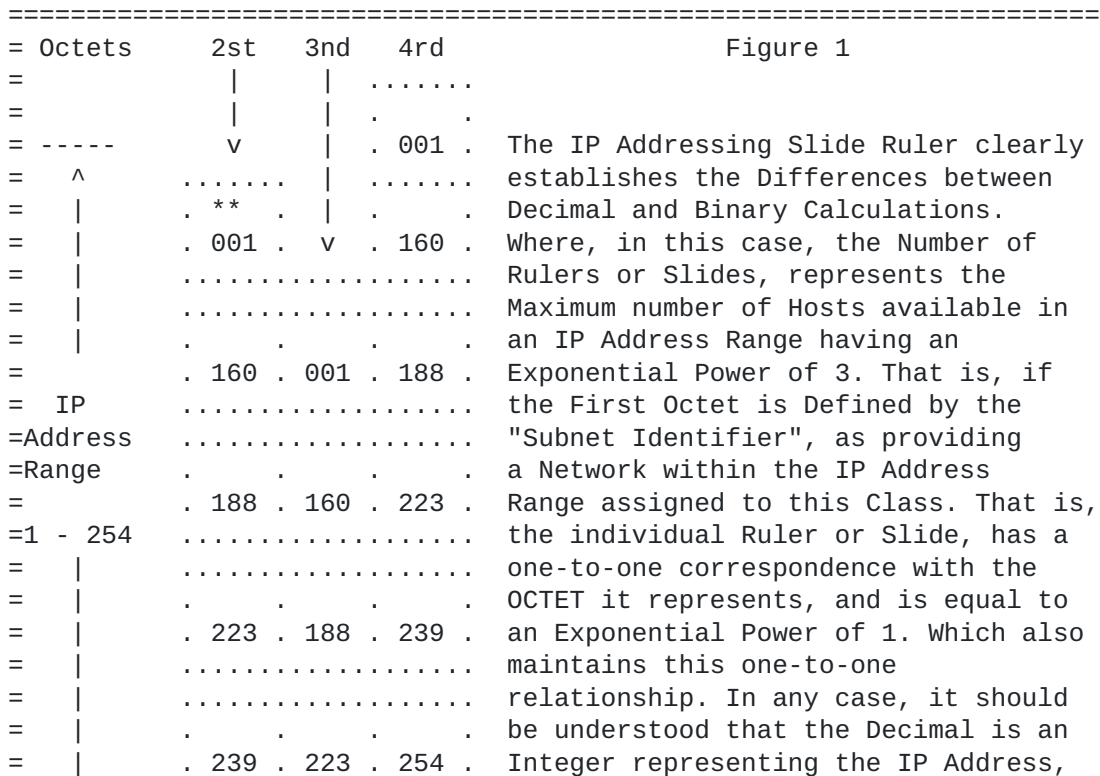 =======================================================================
= Octets     2st   3nd   4rd                  Figure 1
=             |     |  .......
=             |     |  .     .
= -----       v     |  . 001 .  The IP Addressing Slide Ruler clearly
=   ^      .......  |  .......  establishes the Differences between
=   |      . **  .  |  .     .  Decimal and Binary Calculations.
=   |      . 001 .  v  . 160 .  Where, in this case, the Number of
=   |      ...................  Rulers or Slides, represents the
=   |      ...................  Maximum number of Hosts available in
=   |      .     .     .     .  an IP Address Range having an
=          . 160 . 001 . 188 .  Exponential Power of 3. That is, if
=  IP      ...................  the First Octet is Defined by the
=Address   ...................  "Subnet Identifier", as providing
=Range     .     .     .     .  a Network within the IP Address
=          . 188 . 160 . 223 .  Range assigned to this Class. That is,
=1 - 254   ...................  the individual Ruler or Slide, has a
=   |      ...................  one-to-one correspondence with the
=   |      .     .     .     .  OCTET it represents, and is equal to
=   |      . 223 . 188 . 239 .  an Exponential Power of 1. Which also
=   |      ...................  maintains this one-to-one
=   |      ...................  relationship. In any case, it should
=   |      .     .     .     .  be understood that the Decimal is an
=   |      . 239 . 223 . 254 .  Integer representing the IP Address,